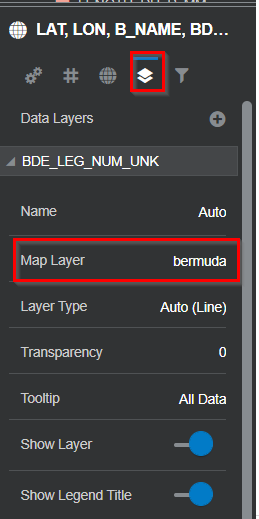 LAT, LON, B_NAME, BD...
Data Layers
BDE_LEG_NUM_UNK
Name Auto
Map Layer bermuda
Layer Type Auto (Line)
Transparency 0
Tooltip All Data
Show Layer
Show Legend Title